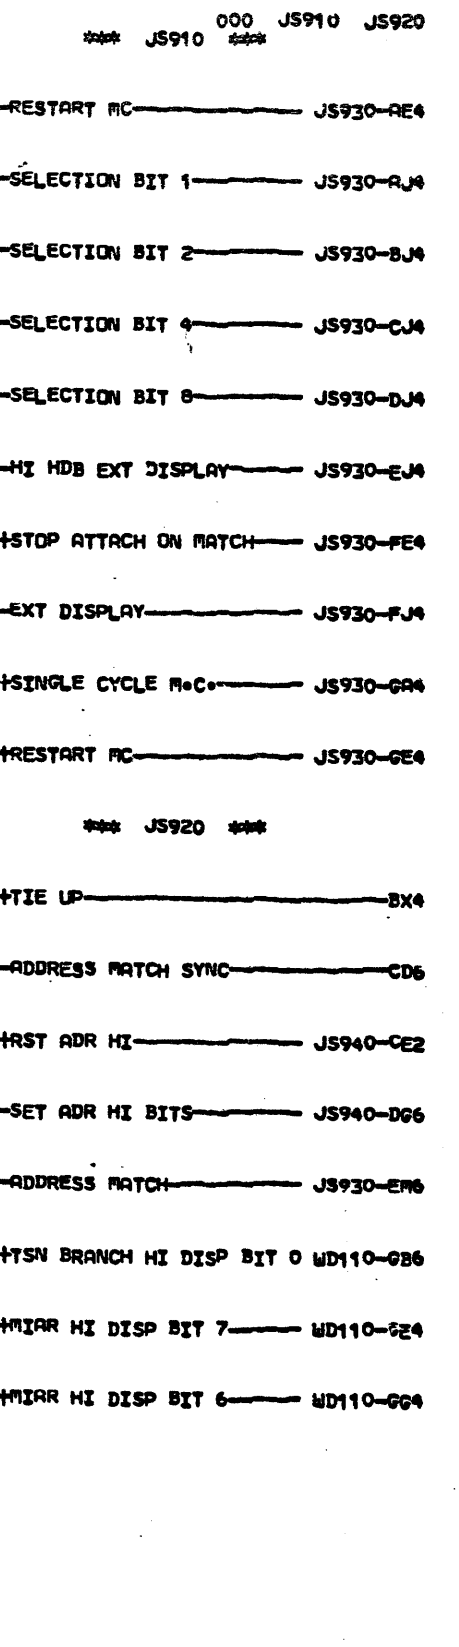 000 JS910 JS920
*** JS910 ***
-RESTART MC JS930-AE4
-SELECTION BIT 1 JS930-AJ4
-SELECTION BIT 2 JS930-BJ4
-SELECTION BIT 4 JS930-CJ4
-SELECTION BIT 8 JS930-DJ4
-HI HDB EXT DISPLAY JS930-EJ4
+STOP ATTACH ON MATCH JS930-FE4
-EXT DISPLAY JS930-FJ4
+SINGLE CYCLE M.C. JS930-GA4
+RESTART MC JS930-GE4
*** JS920 ***
+TIE UP BX4
-ADDRESS MATCH SYNC CD6
+RST ADR HI JS940-CE2
-SET ADR HI BITS JS940-DG6
-ADDRESS MATCH JS930-EM6
+TSN BRANCH HI DISP BIT 0 WD110-GB6
+MIAR HI DISP BIT 7 WD110-GE4
+MIAR HI DISP BIT 6 WD110-GG4